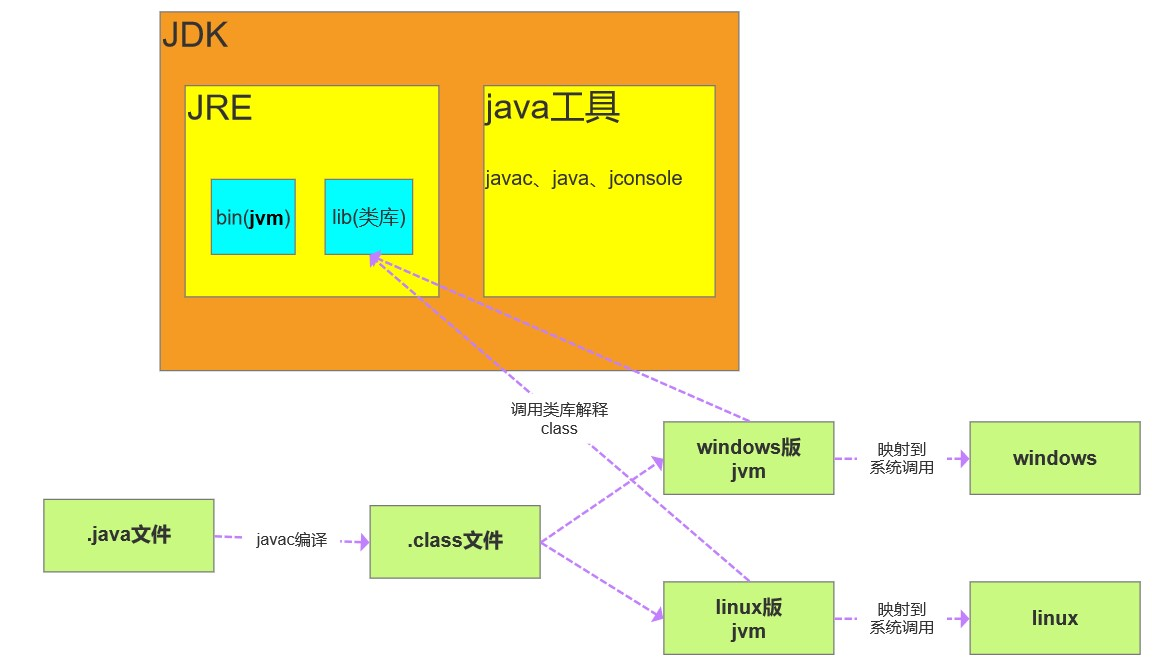 JDK
JRE
java工具
javac、java、jconsole
bin(jvm)
lib(类库)
调用类库解释
class
windows版
jvm
映射到
系统调用
windows
.java文件
javac编译
.class文件
linux版
jvm
映射到
系统调用
linux